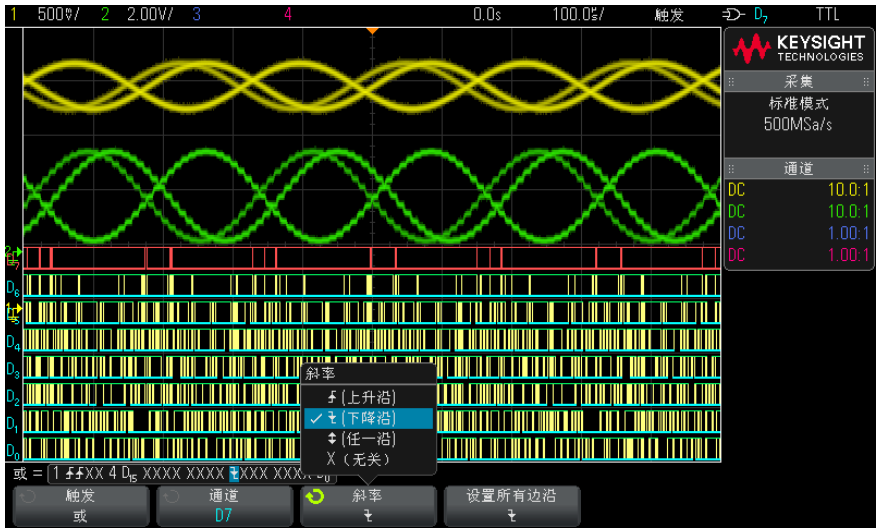 1 500㎷/ 2 2.00V/ 3 4 0.0s 100.0㎲/ 触发 D7 TTL
KEYSIGHT
TECHNOLOGIES
采集
标准模式
500MSa/s
通道
DC 10.0:1
DC 10.0:1
DC 1.00:1
DC 1.00:1
D6
D4
D3
D2
D1
D0
斜率
(上升沿)
(下降沿)
(任一沿)
X (无关)
或 = 1 XX 4 D15 XXXX XXXX XXX XXXX D0
触发
或
通道
D7
斜率
设置所有边沿